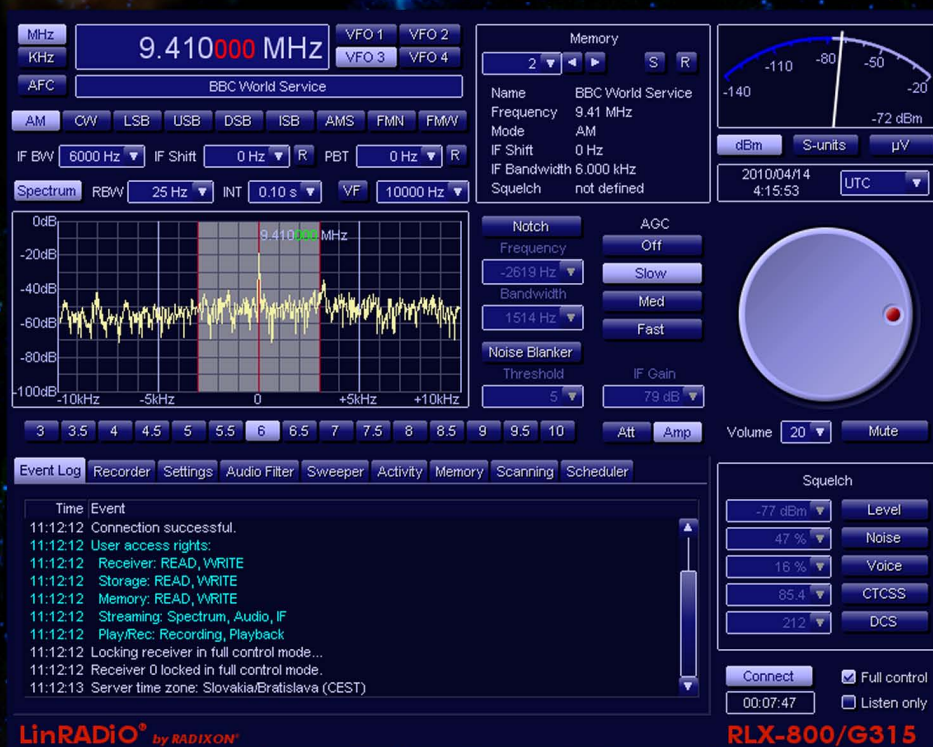 MHz
KHz
9.410000 MHz
VFO 1 VFO 2
VFO 3 VFO 4
AFC
BBC World Service
AM CW LSB USB DSB ISB AMS FMN FMW
IF BW 6000 Hz IF Shift 0 Hz R PBT 0 Hz R
Spectrum RBW 25 Hz INT 0.10 s VF 10000 Hz
Memory
2 S R
Name BBC World Service
Frequency 9.41 MHz
Mode AM
IF Shift 0 Hz
IF Bandwidth 6.000 kHz
Squelch not defined
-140 -110 -80 -50 -20
-72 dBm
dBm S-units µV
2010/04/14
4:15:53
UTC
0dB
-20dB
-40dB
-60dB
-80dB
-100dB
9.410000 MHz
-10kHz -5kHz 0 +5kHz +10kHz
Notch
Frequency
-2619 Hz
Bandwidth
1514 Hz
Noise Blanker
Threshold
5
AGC
Off
Slow
Med
Fast
IF Gain
79 dB
3 3.5 4 4.5 5 5.5 6 6.5 7 7.5 8 8.5 9 9.5 10
Att Amp
Volume 20 Mute
Event Log Recorder Settings Audio Filter Sweeper Activity Memory Scanning Scheduler
Time Event
11:12:12 Connection successful.
11:12:12 User access rights:
11:12:12 Receiver: READ, WRITE
11:12:12 Storage: READ, WRITE
11:12:12 Memory: READ, WRITE
11:12:12 Streaming: Spectrum, Audio, IF
11:12:12 Play/Rec: Recording, Playback
11:12:12 Locking receiver in full control mode...
11:12:12 Receiver 0 locked in full control mode.
11:12:13 Server time zone: Slovakia/Bratislava (CEST)
Squelch
-77 dBm Level
47 % Noise
16 % Voice
85.4 CTCSS
212 DCS
Connect Full control
00:07:47 Listen only
LinRADiO® by RADIXON®
RLX-800/G315